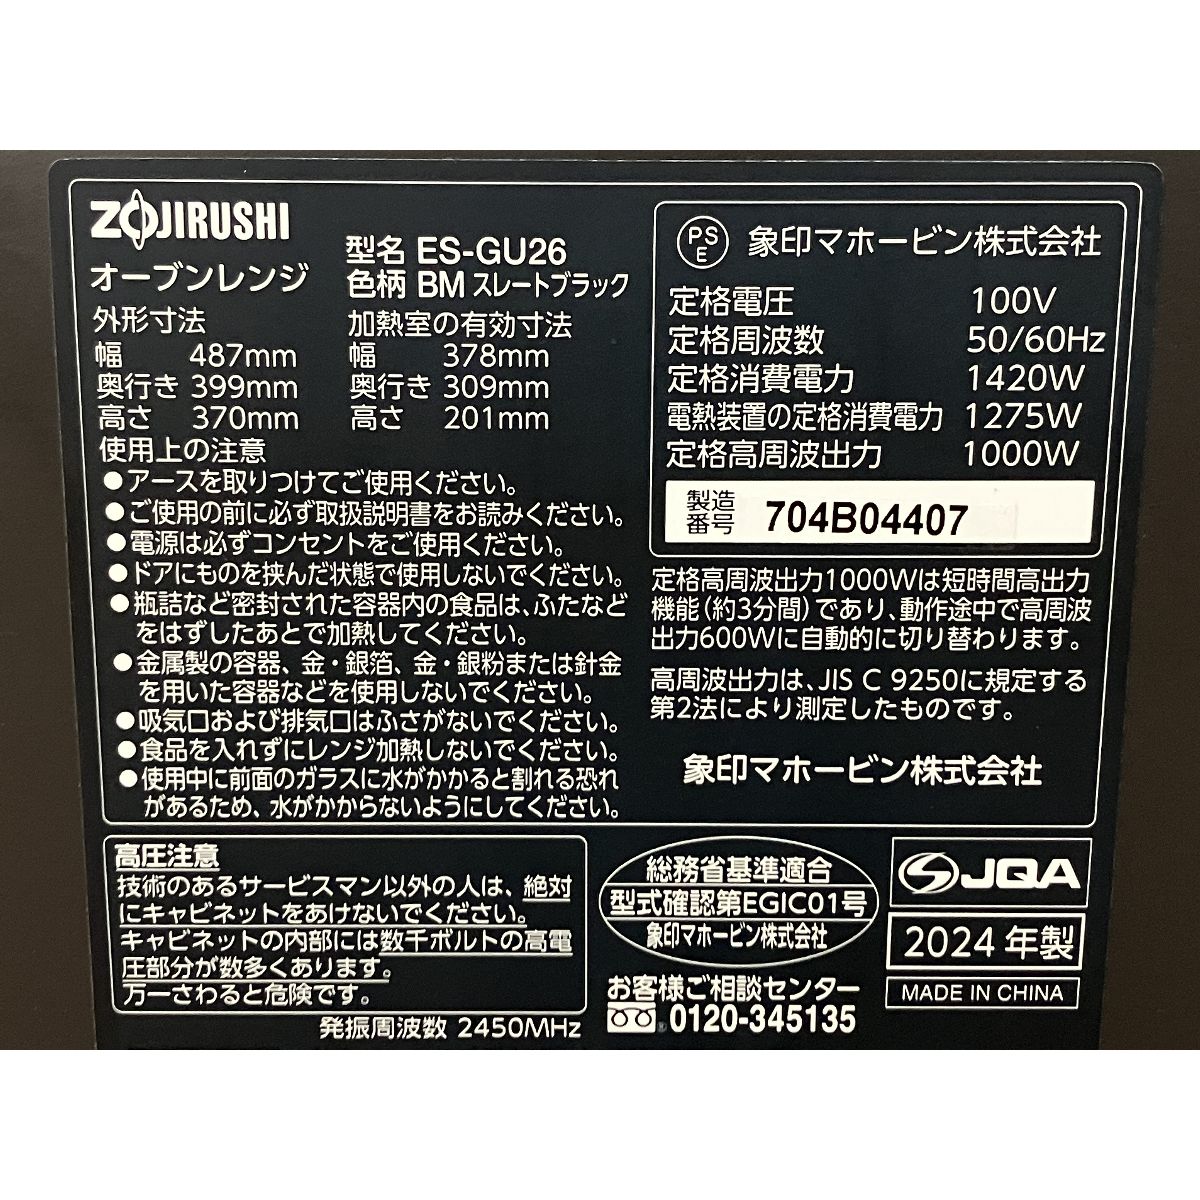 ZOJIRUSHI
オーブンレンジ
型名 ES-GU26
色柄 BM スレートブラック
外形寸法
幅 487mm
奥行き 399mm
高さ 370mm
加熱室の有効寸法
幅 378mm
奥行き 309mm
高さ 201mm
使用上の注意
●アースを取りつけてご使用ください。
●ご使用の前に必ず取扱説明書をお読みください。
●電源は必ずコンセントをご使用ください。
●ドアにものを挟んだ状態で使用しないでください。
●瓶詰など密封された容器内の食品は、ふたなど
をはずしたあとで加熱してください。
●金属製の容器、金・銀箔、金・銀粉または針金
を用いた容器などを使用しないでください。
●吸気口および排気口はふさがないでください。
●食品を入れずにレンジ加熱しないでください。
●使用中に前面のガラスに水がかかると割れる恐れ
があるため、水がかからないようにしてください。
PSE 象印マホービン株式会社
定格電圧 100V
定格周波数 50/60Hz
定格消費電力 1420W
電熱装置の定格消費電力 1275W
定格高周波出力 1000W
製造番号 704B04407
定格高周波出力1000Wは短時間高出力
機能(約3分間)であり、動作途中で高周波
出力600Wに自動的に切り替わります。
高周波出力は、JIS C 9250に規定する
第2法により測定したものです。
象印マホービン株式会社
高圧注意
技術のあるサービスマン以外の人は、絶対
にキャビネットをあけないでください。
キャビネットの内部には数千ボルトの高電
圧部分が数多くあります。
万一さわると危険です。
発振周波数 2450MHz
総務省基準適合
型式確認第EGIC01号
象印マホービン株式会社
お客様ご相談センター
0120-345135
JQA
2024年製
MADE IN CHINA